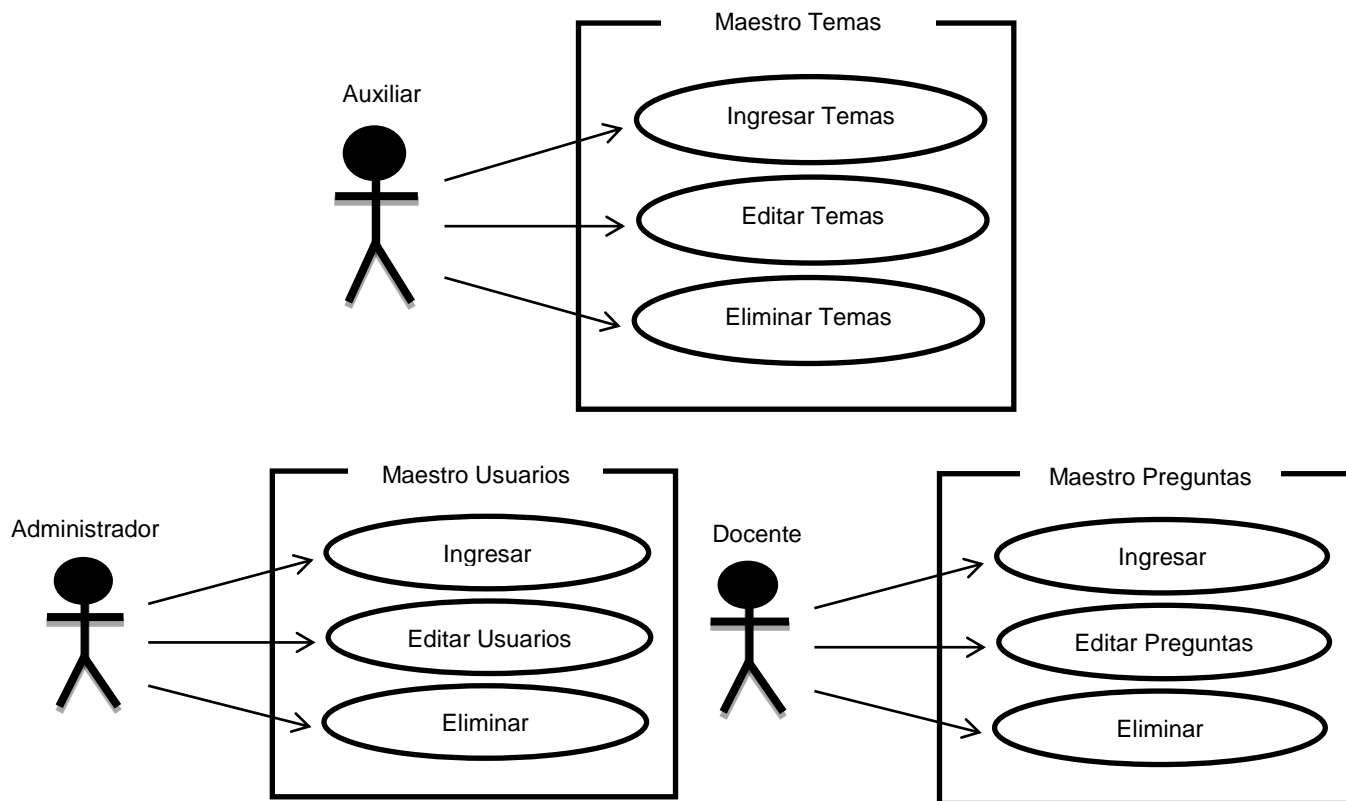 Maestro Temas
Auxiliar
Ingresar Temas
Editar Temas
Eliminar Temas
Maestro Usuarios
Administrador
Ingresar
Editar Usuarios
Eliminar
Maestro Preguntas
Docente
Ingresar
Editar Preguntas
Eliminar